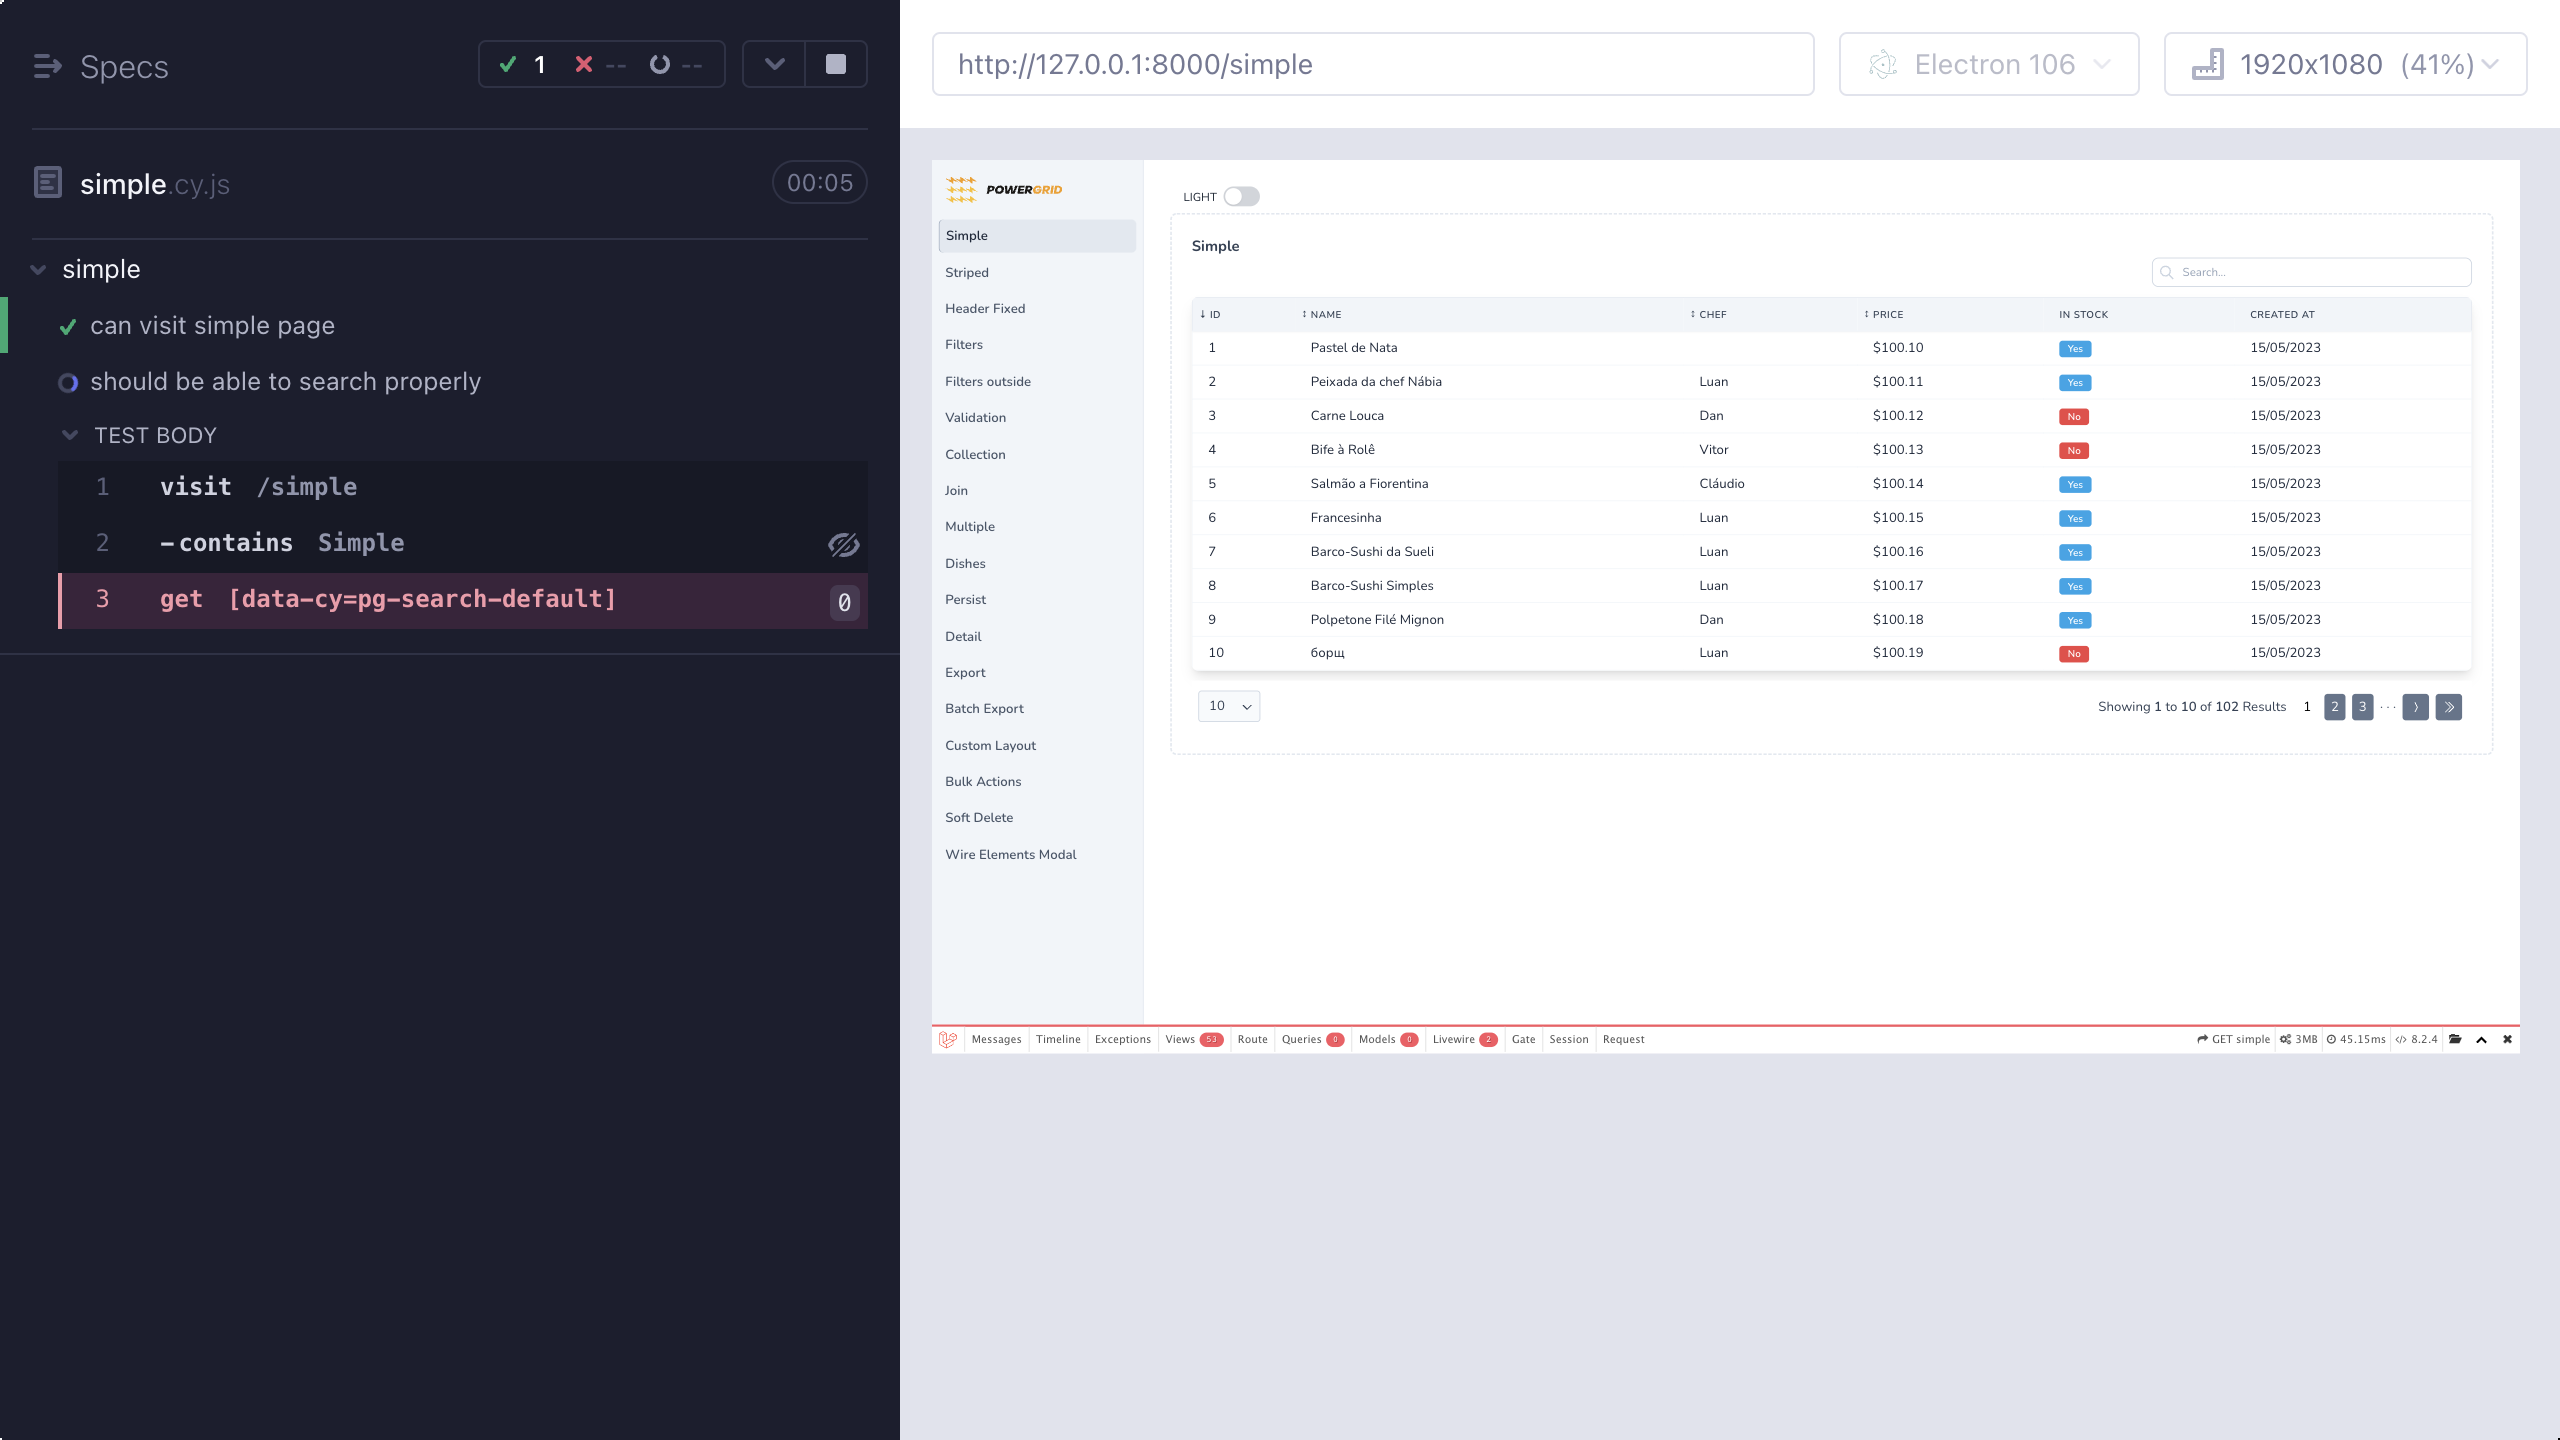 Specs
1 -- --
simple.cy.js
00:05
simple
can visit simple page
should be able to search properly
TEST BODY
1 visit /simple
2 -contains Simple
3 get [data-cy=pg-search-default] 0
http://127.0.0.1:8000/simple
Electron 106
1920x1080 (41%)
POWERGRID
Simple
Striped
Header Fixed
Filters
Filters outside
Validation
Collection
Join
Multiple
Dishes
Persist
Detail
Export
Batch Export
Custom Layout
Bulk Actions
Soft Delete
Wire Elements Modal
LIGHT
Simple
Search...
ID NAME CHEF PRICE IN STOCK CREATED AT
1 Pastel de Nata $100.10 Yes 15/05/2023
2 Peixada da chef Nábia Luan $100.11 Yes 15/05/2023
3 Carne Louca Dan $100.12 No 15/05/2023
4 Bife à Rolê Vitor $100.13 No 15/05/2023
5 Salmão a Fiorentina Cláudio $100.14 Yes 15/05/2023
6 Francesinha Luan $100.15 Yes 15/05/2023
7 Barco-Sushi da Sueli Luan $100.16 Yes 15/05/2023
8 Barco-Sushi Simples Luan $100.17 Yes 15/05/2023
9 Polpetone Filé Mignon Dan $100.18 Yes 15/05/2023
10 борщ Luan $100.19 No 15/05/2023
10
Showing 1 to 10 of 102 Results 1 2 3 ...
Messages Timeline Exceptions Views 53 Route Queries 0 Models 0 Livewire 2 Gate Session Request
GET simple 3MB 45.15ms 8.2.4